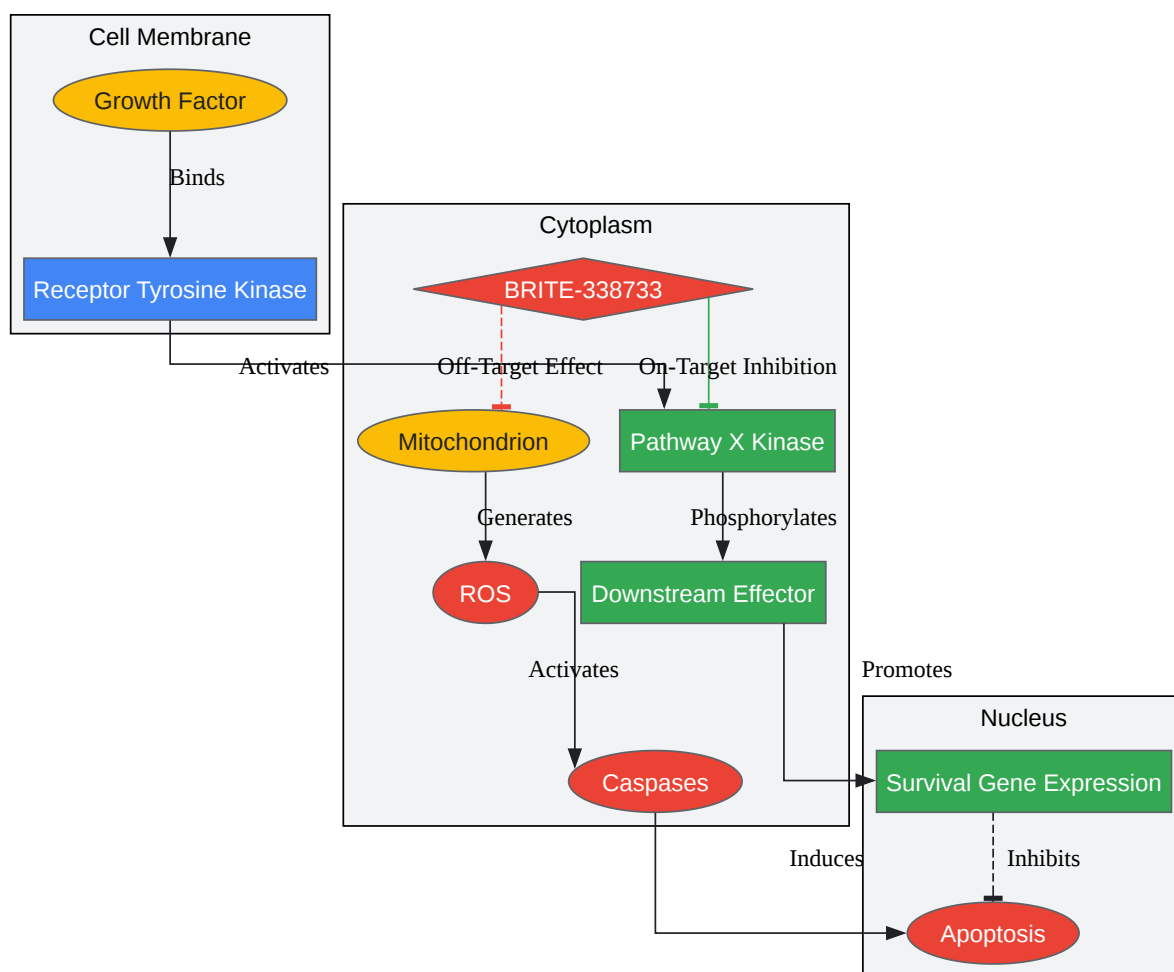 Cell Membrane
Growth Factor
Binds
Receptor Tyrosine Kinase
Cytoplasm
BRITE-338733
Activates
Off-Target Effect
On-Target Inhibition
Mitochondrion
Pathway X Kinase
Generates
Phosphorylates
ROS
Downstream Effector
Activates
Promotes
Nucleus
Caspases
Survival Gene Expression
Induces
Inhibits
Apoptosis